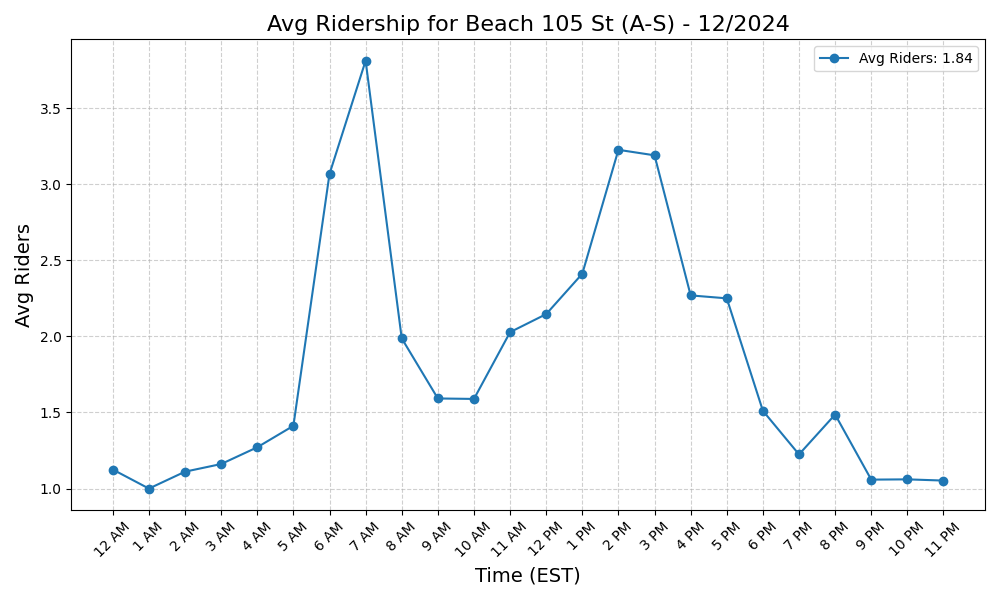 Avg Ridership for Beach 105 St (A-S) - 12/2024
Avg Riders: 1.84
Avg Riders
3.5
3.0
2.5
2.0
1.5
1.0
12 AM
1 AM
2 AM
3 AM
4 AM
5 AM
6 AM
7 AM
8 AM
9 AM
10 AM
11 AM
12 PM
1 PM
2 PM
3 PM
4 PM
5 PM
6 PM
7 PM
8 PM
9 PM
10 PM
11 PM
Time (EST)